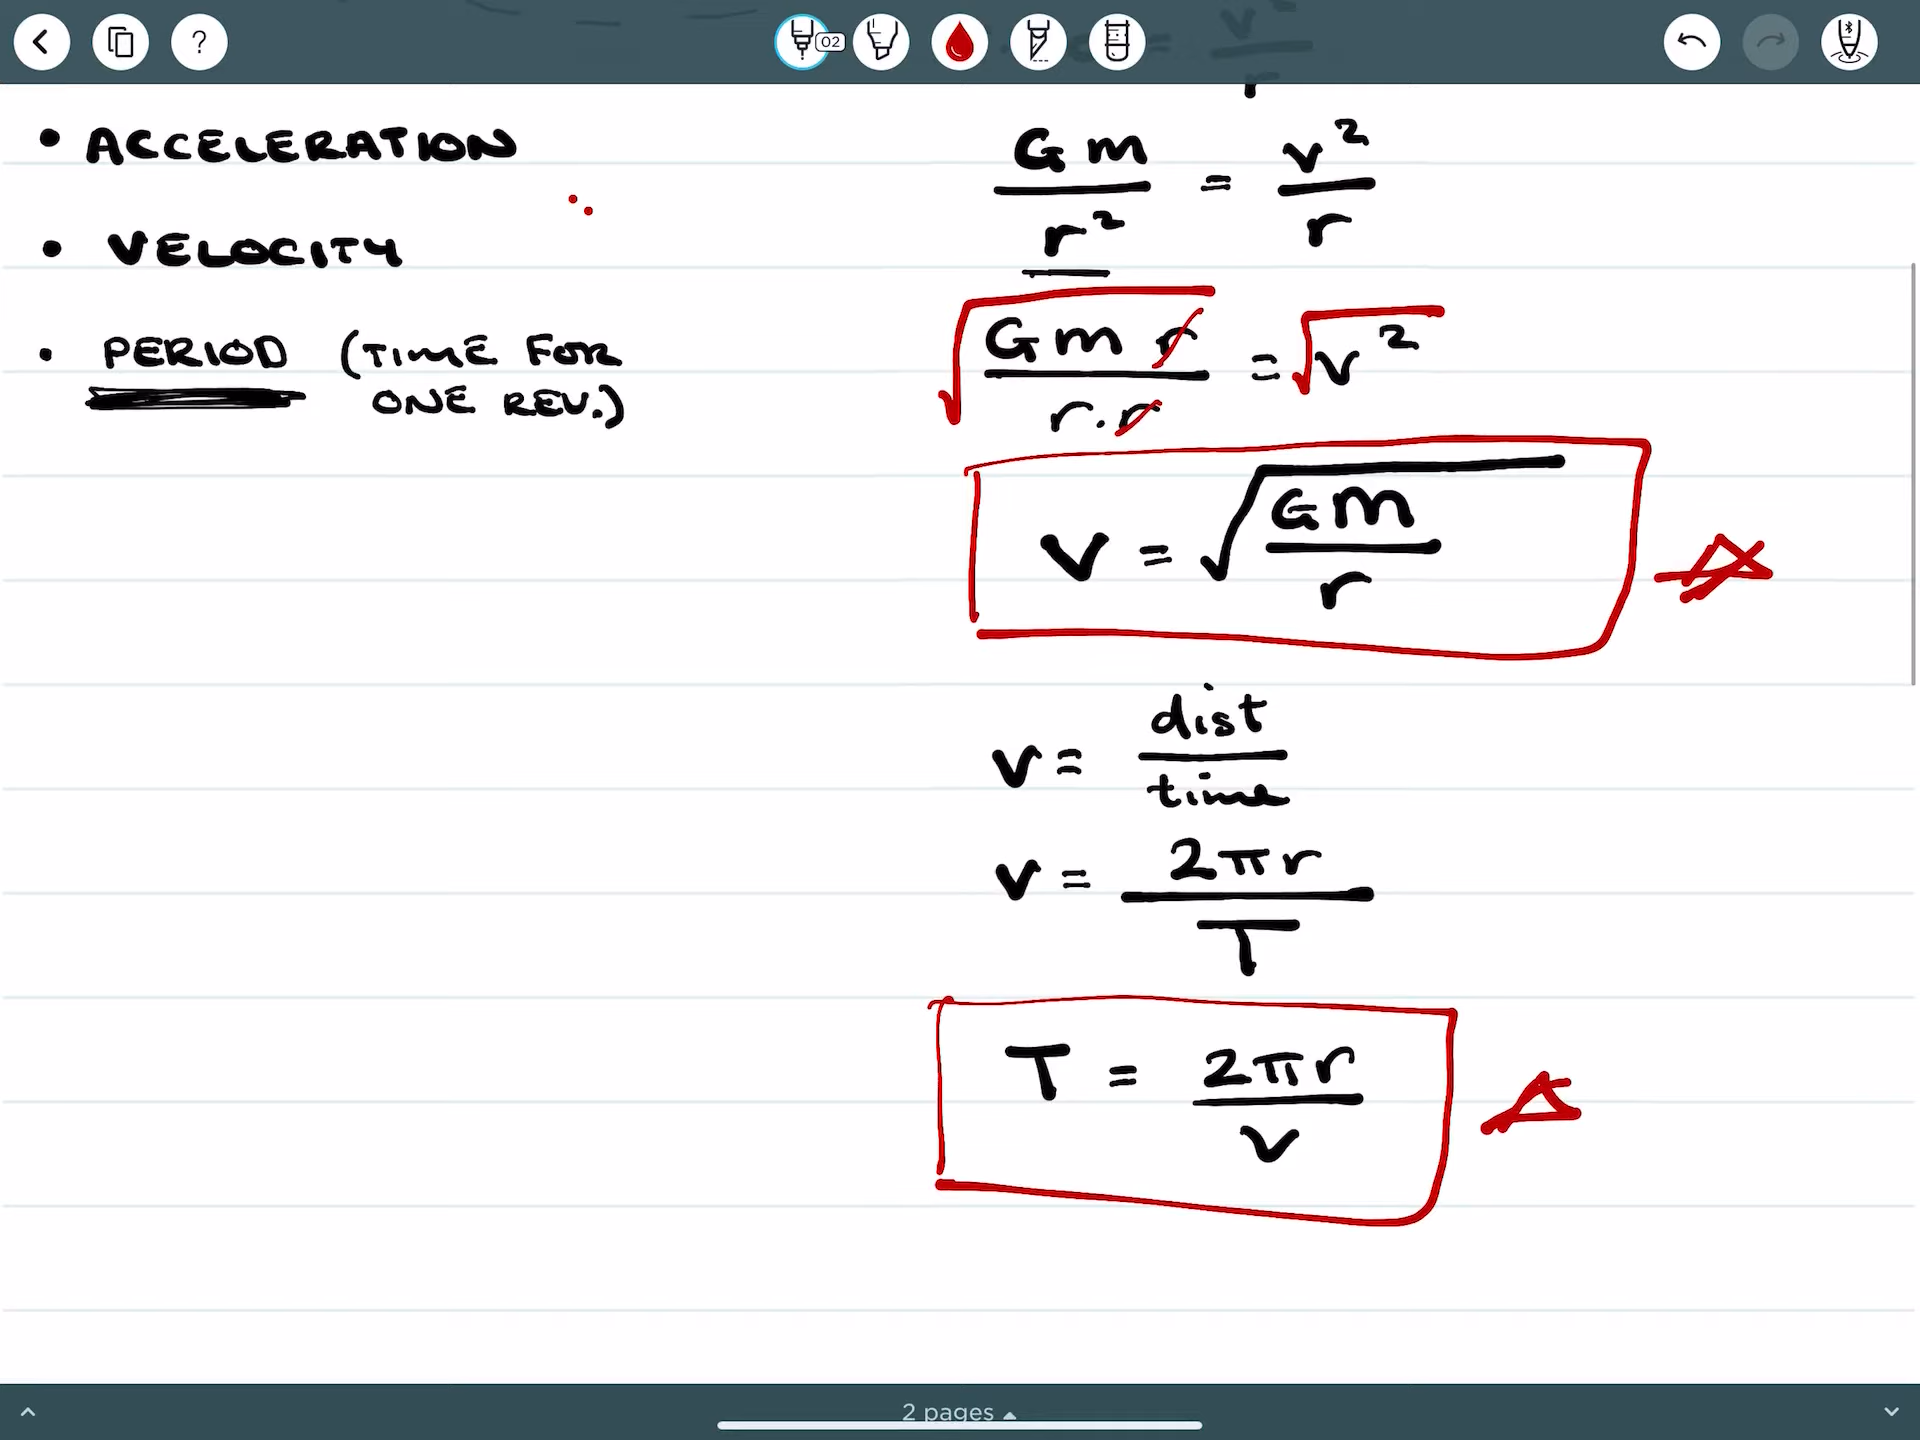 • ACCELERATION
• VELOCITY
• PERIOD (TIME FOR
ONE REV.)
Gm / r² = v² / r
√(Gm r / r · r) = √v²
V = √(GM / r)
v = dist / time
v = 2πr / T
T = 2πr / v
02
?
2 pages